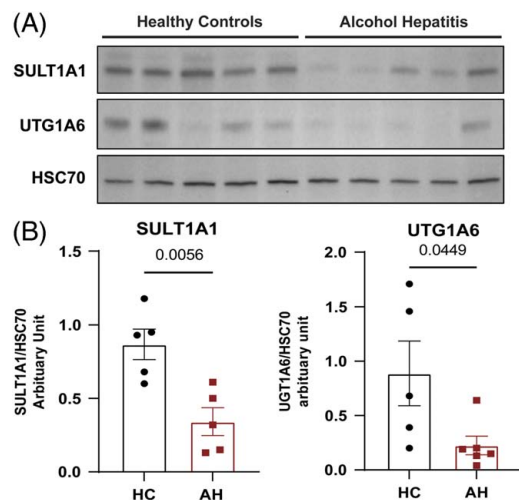 (A)
Healthy Controls Alcohol Hepatitis
SULT1A1
UTG1A6
HSC70
(B)
SULT1A1
0.0056
SULT1A1/HSC70
Arbituary Unit
1.5
1.0
0.5
0.0
HC AH
UTG1A6
0.0449
UGT1A6/HSC70
arbituary unit
2.0
1.5
1.0
0.5
0.0
HC AH